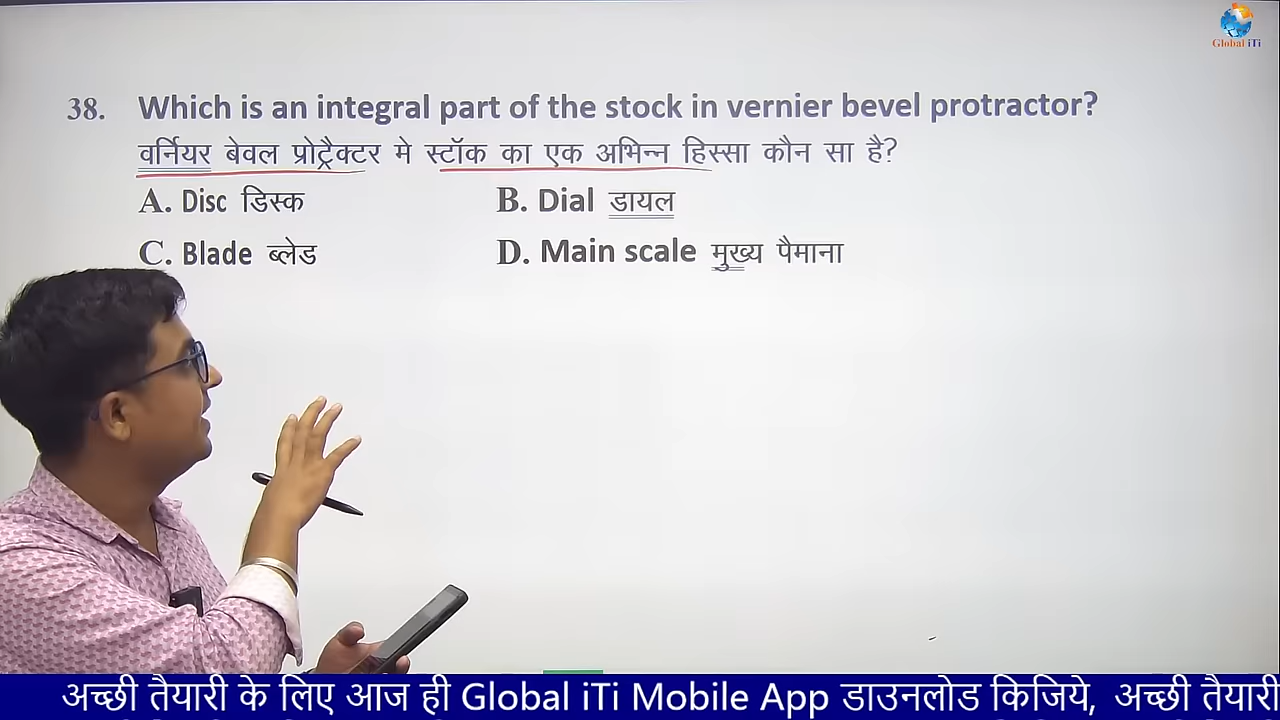 Global iTi
38. Which is an integral part of the stock in vernier bevel protractor?
वर्नियर बेवल प्रोट्रैक्टर मे स्टॉक का एक अभिन्न हिस्सा कौन सा है?
A. Disc डिस्क B. Dial डायल
C. Blade ब्लेड D. Main scale मुख्य पैमाना
अच्छी तैयारी के लिए आज ही Global iTi Mobile App डाउनलोड किजिये, अच्छी तैयारी